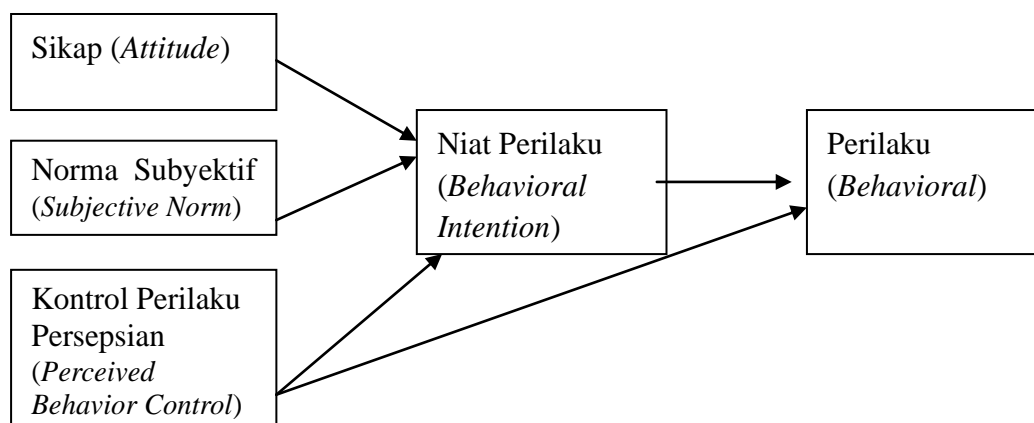 Sikap (Attitude)
Norma Subyektif
(Subjective Norm)
Kontrol Perilaku
Persepsian
(Perceived
Behavior Control)
Niat Perilaku
(Behavioral
Intention)
Perilaku
(Behavioral)